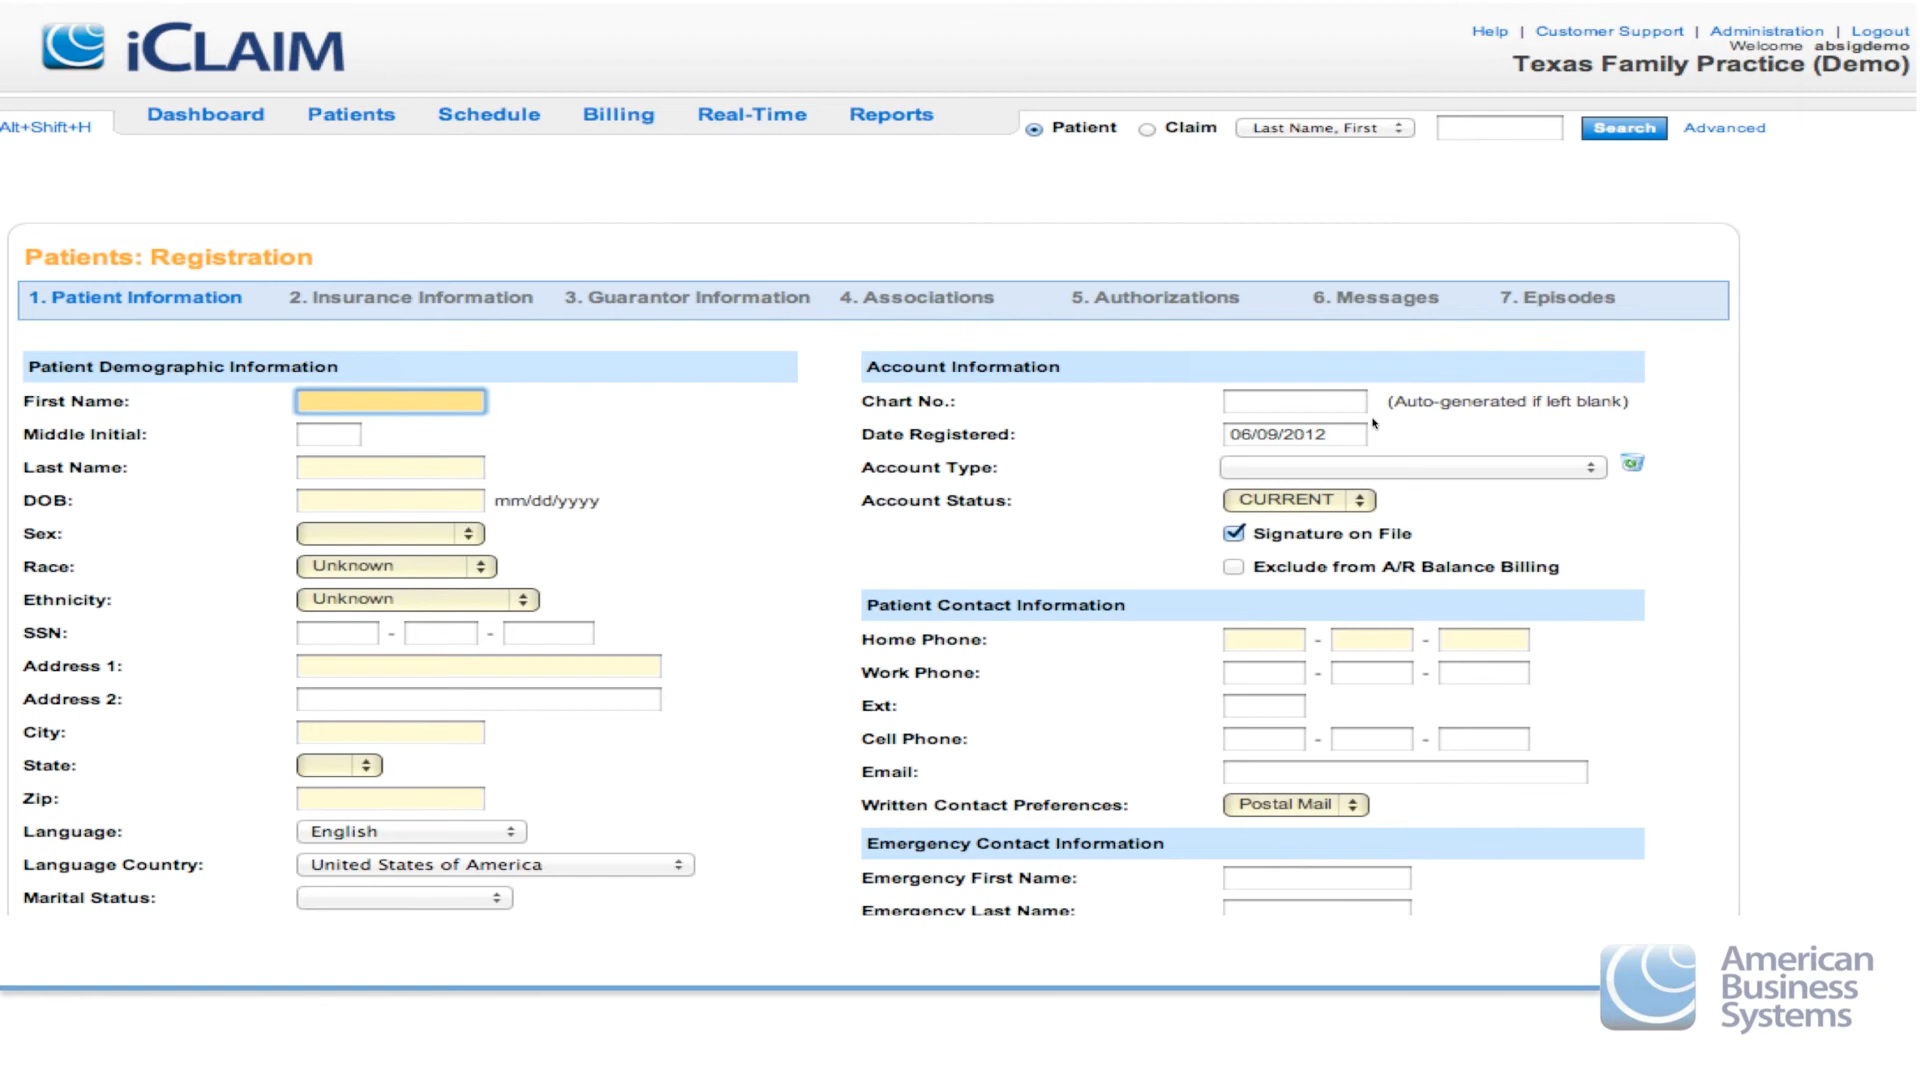 iCLAIM
Help | Customer Support | Administration | Logout
Welcome absigdemo
Texas Family Practice (Demo)
Alt+Shift+H
Dashboard Patients Schedule Billing Real-Time Reports
Patient Claim Last Name, First Search Advanced
Patients: Registration
1. Patient Information 2. Insurance Information 3. Guarantor Information 4. Associations 5. Authorizations 6. Messages 7. Episodes
Patient Demographic Information
First Name:
Middle Initial:
Last Name:
DOB: mm/dd/yyyy
Sex:
Race: Unknown
Ethnicity: Unknown
SSN: - -
Address 1:
Address 2:
City:
State:
Zip:
Language: English
Language Country: United States of America
Marital Status:
Account Information
Chart No.: (Auto-generated if left blank)
Date Registered: 06/09/2012
Account Type:
Account Status: CURRENT
Signature on File
Exclude from A/R Balance Billing
Patient Contact Information
Home Phone: - -
Work Phone: - -
Ext:
Cell Phone: - -
Email:
Written Contact Preferences: Postal Mail
Emergency Contact Information
Emergency First Name:
Emergency Last Name:
American
Business
Systems